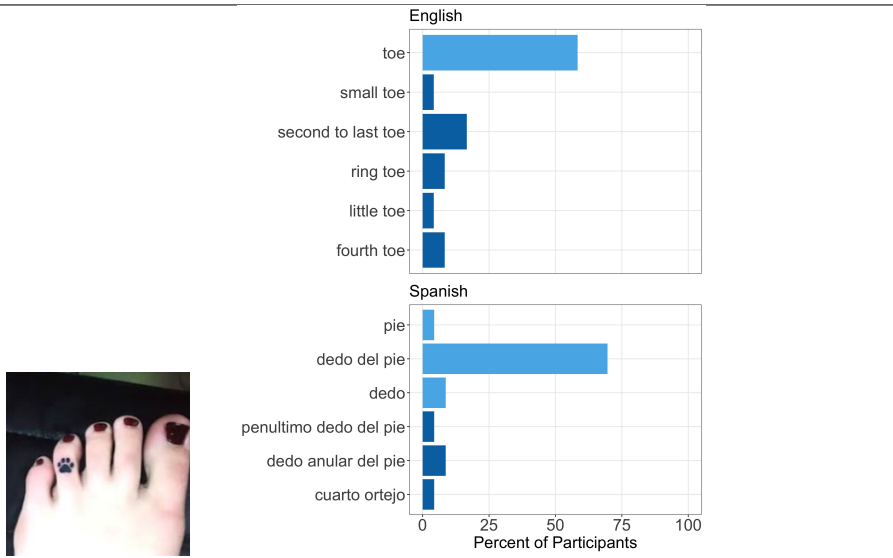 English
toe
small toe
second to last toe
ring toe
little toe
fourth toe
Spanish
pie
dedo del pie
dedo
penultimo dedo del pie
dedo anular del pie
cuarto ortejo
0 25 50 75 100
Percent of Participants